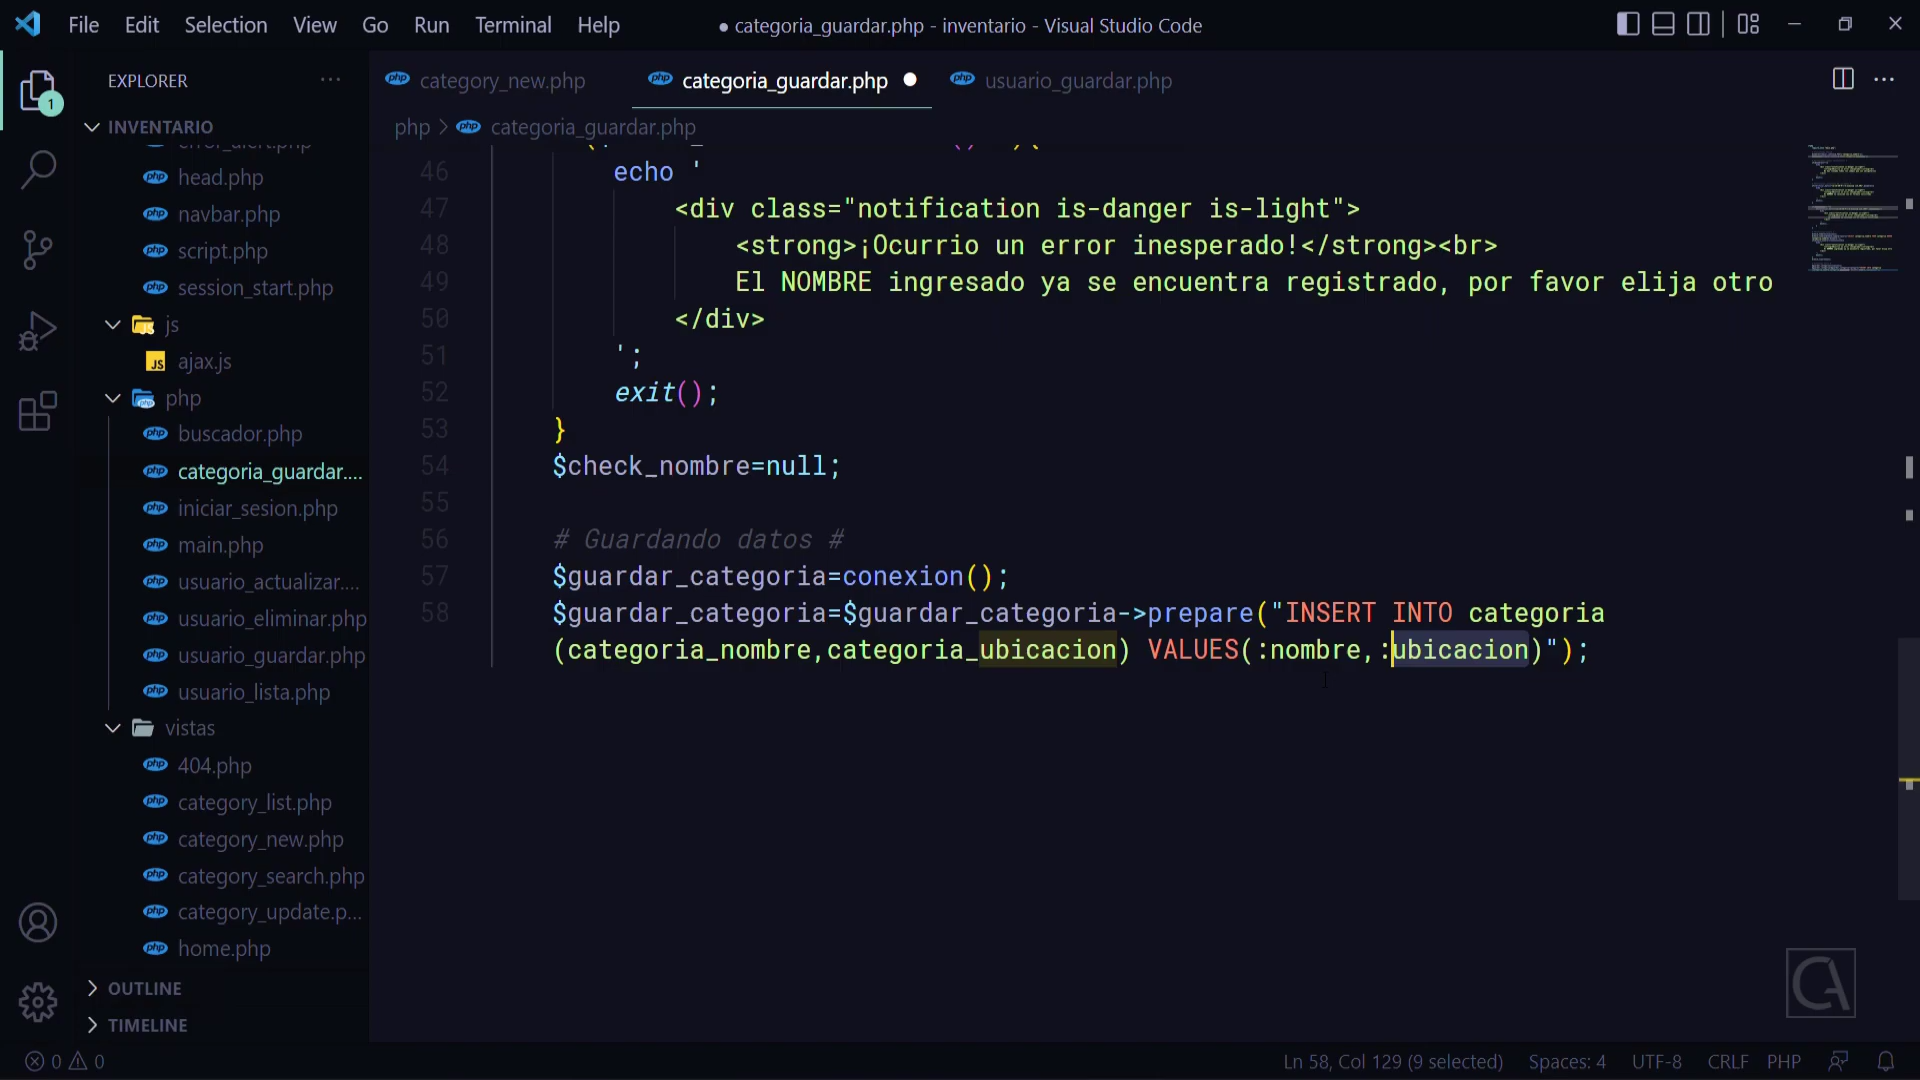 File Edit Selection View Go Run Terminal Help
● categoria_guardar.php - inventario - Visual Studio Code
EXPLORER
1
INVENTARIO
error_alert.php
head.php
navbar.php
script.php
session_start.php
js
JS ajax.js
php
buscador.php
categoria_guardar....
iniciar_sesion.php
main.php
usuario_actualizar....
usuario_eliminar.php
usuario_guardar.php
usuario_lista.php
vistas
404.php
category_list.php
category_new.php
category_search.php
category_update.p...
home.php
OUTLINE
TIMELINE
category_new.php
categoria_guardar.php
usuario_guardar.php
php > categoria_guardar.php
46 echo '
47 <div class="notification is-danger is-light">
48 <strong>¡Ocurrio un error inesperado!</strong><br>
49 El NOMBRE ingresado ya se encuentra registrado, por favor elija otro
50 </div>
51 ';
52 exit();
53 }
54 $check_nombre=null;
55
56 # Guardando datos #
57 $guardar_categoria=conexion();
58 $guardar_categoria=$guardar_categoria->prepare("INSERT INTO categoria
(categoria_nombre,categoria_ubicacion) VALUES(:nombre,:ubicacion)");
CA
0 0
Ln 58, Col 129 (9 selected) Spaces: 4 UTF-8 CRLF PHP